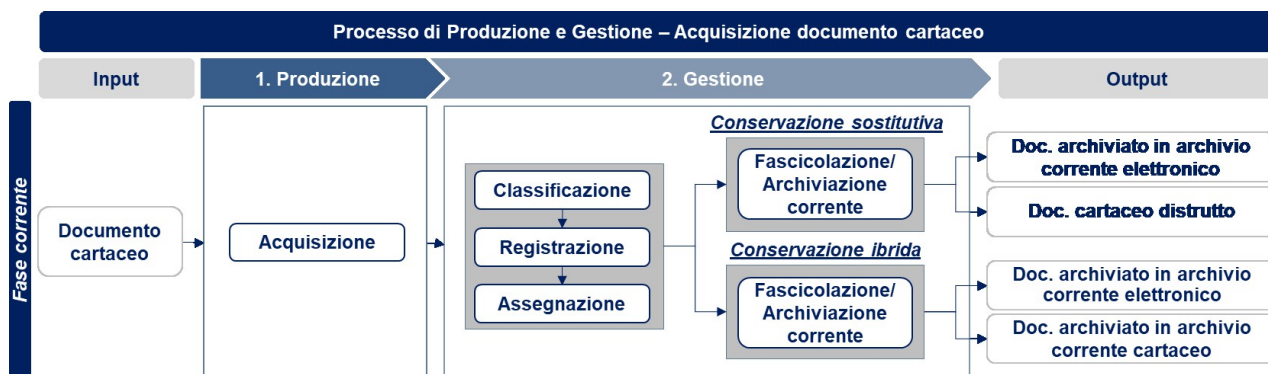 Processo di Produzione e Gestione – Acquisizione documento cartaceo
Input
1. Produzione
2. Gestione
Output
Fase corrente
Documento
cartaceo
Acquisizione
Classificazione
Registrazione
Assegnazione
Conservazione sostitutiva
Fascicolazione/
Archiviazione
corrente
Conservazione ibrida
Fascicolazione/
Archiviazione
corrente
Doc. archiviato in archivio
corrente elettronico
Doc. cartaceo distrutto
Doc. archiviato in archivio
corrente elettronico
Doc. archiviato in archivio
corrente cartaceo